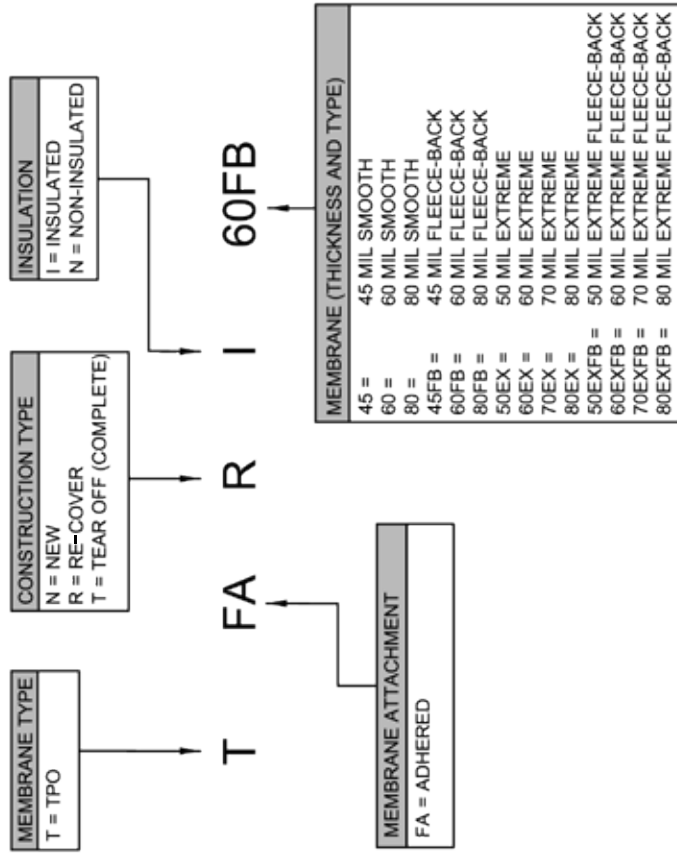 MEMBRANE TYPE
T = TPO
CONSTRUCTION TYPE
N = NEW
R = RE-COVER
T = TEAR OFF (COMPLETE)
INSULATION
I = INSULATED
N = NON-INSULATED
T FA R I 60FB
MEMBRANE ATTACHMENT
FA = ADHERED
MEMBRANE (THICKNESS AND TYPE)
45 = 45 MIL SMOOTH
60 = 60 MIL SMOOTH
80 = 80 MIL SMOOTH
45FB = 45 MIL FLEECE-BACK
60FB = 60 MIL FLEECE-BACK
80FB = 80 MIL FLEECE-BACK
50EX = 50 MIL EXTREME
60EX = 60 MIL EXTREME
70EX = 70 MIL EXTREME
80EX = 80 MIL EXTREME
50EXFB = 50 MIL EXTREME FLEECE-BACK
60EXFB = 60 MIL EXTREME FLEECE-BACK
70EXFB = 70 MIL EXTREME FLEECE-BACK
80EXFB = 80 MIL EXTREME FLEECE-BACK